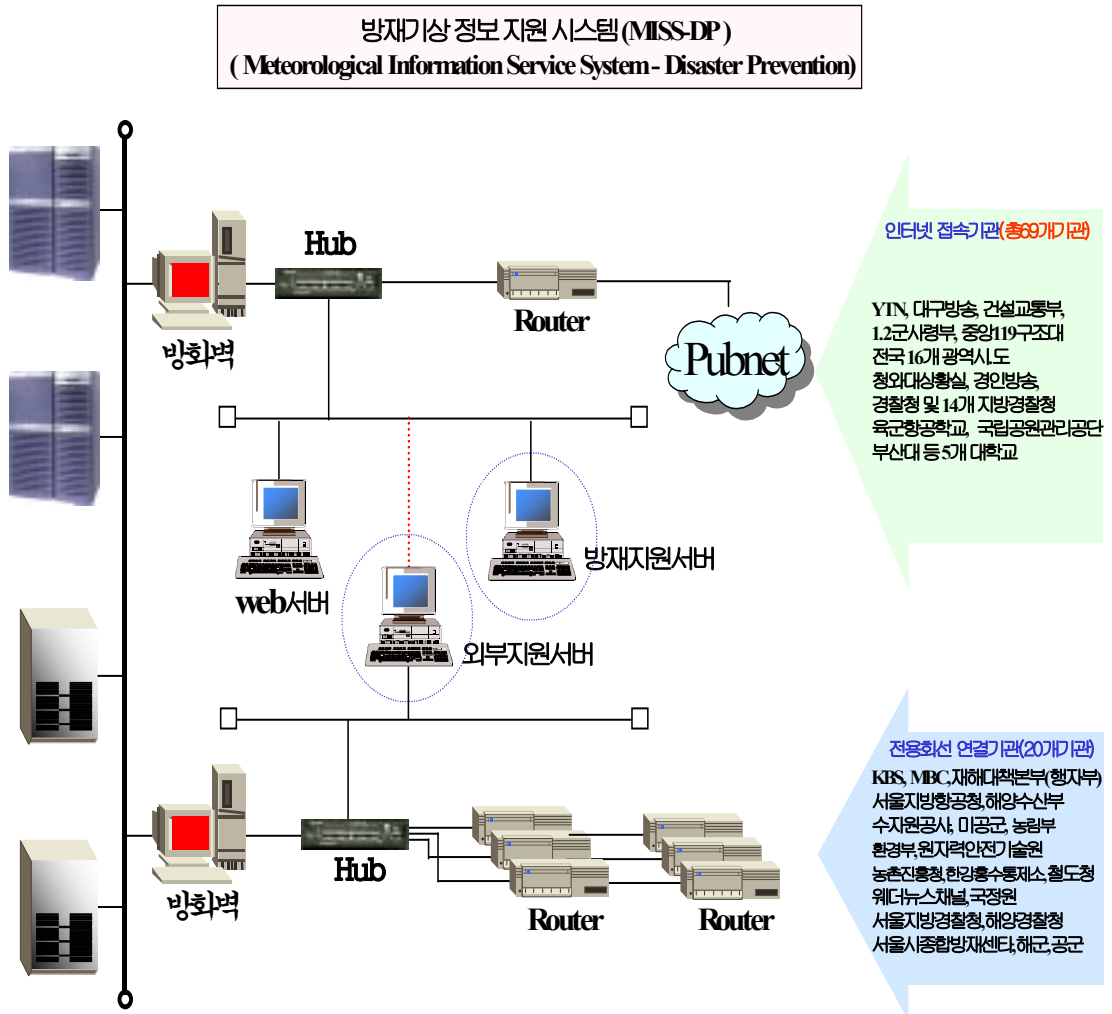 방재기상 정보 지원 시스템 (MISS-DP )
( Meteorological Information Service System - Disaster Prevention)
Hub
Router
방화벽
Pubnet
인터넷 접속기관(총69개기관)
YTN, 대구방송, 건설교통부,
1.2군사령부, 중앙119구조대
전국 16개 광역시.도
청와대상황실, 경인방송,
경찰청 및 14개 지방경찰청
육군항공학교, 국립공원관리공단
부산대 등 5개 대학교
web서버
방재지원서버
외부지원서버
전용회선 연결기관(20개기관)
KBS, MBC,재해대책본부(행자부)
서울지방항공청,해양수산부
수자원공사, 미공군, 농림부
환경부,원자력안전기술원
농촌진흥청,한강홍수통제소,철도청
웨더뉴스채널,국정원
서울지방경찰청,해양경찰청
서울시종합방재센타,해군,공군
Hub
방화벽
Router
Router